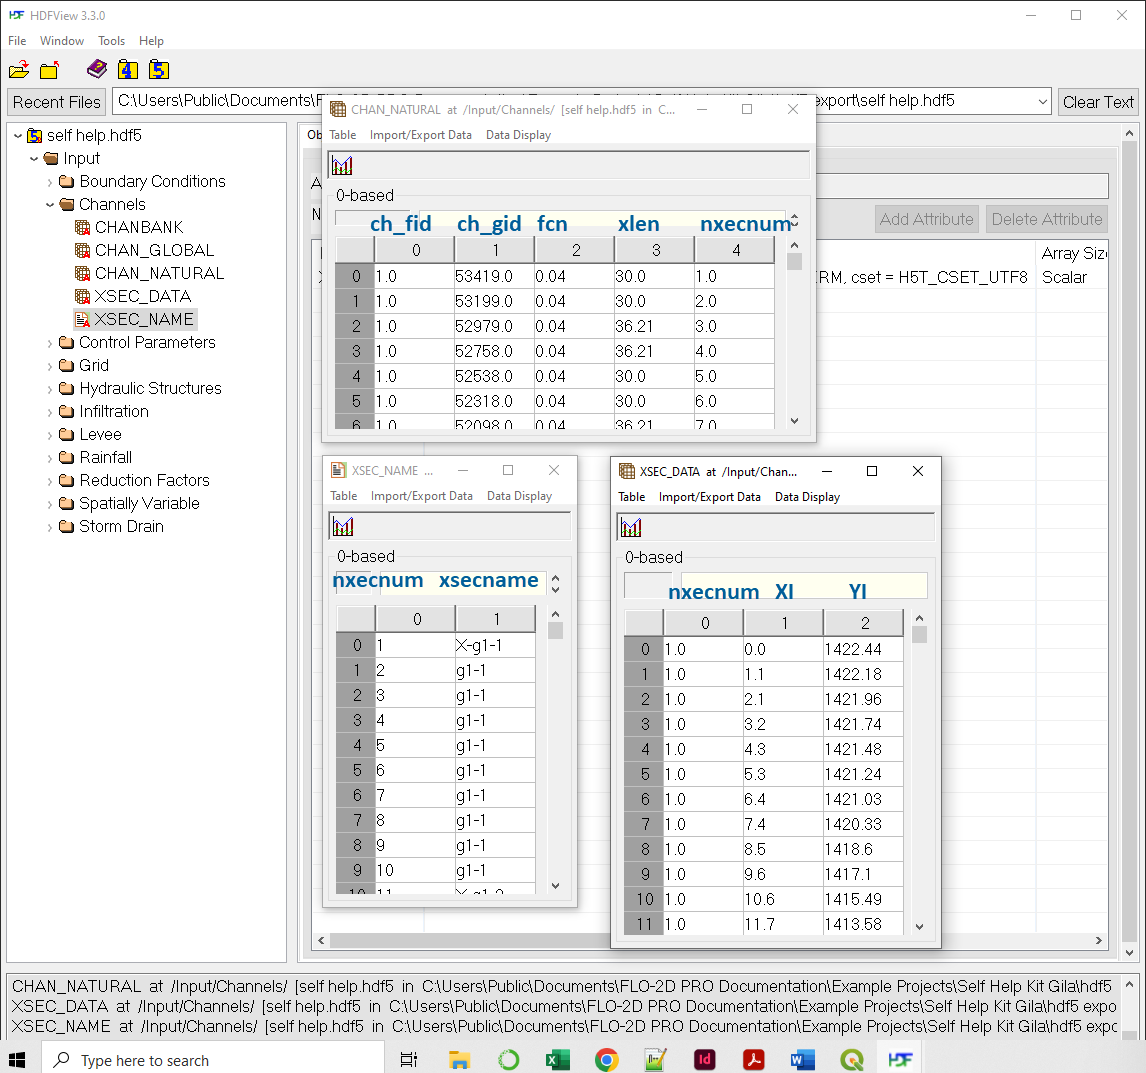 HDFView 3.3.0
File Window Tools Help
Recent Files
C:\Users\Public\Documents\
export\self help.hdf5
Clear Text
self help.hdf5
Input
Boundary Conditions
Channels
CHANBANK
CHAN_GLOBAL
CHAN_NATURAL
XSEC_DATA
XSEC_NAME
Control Parameters
Grid
Hydraulic Structures
Infiltration
Levee
Rainfall
Reduction Factors
Spatially Variable
Storm Drain
Add Attribute Delete Attribute
Array Siz
RM, cset = H5T_CSET_UTF8 Scalar
CHAN_NATURAL at /Input/Channels/ [self help.hdf5 in C...
Table Import/Export Data Data Display
0-based
ch_fid ch_gid fcn xlen nxecnum
0 1 2 3 4
0 1.0 53419.0 0.04 30.0 1.0
1 1.0 53199.0 0.04 30.0 2.0
2 1.0 52979.0 0.04 36.21 3.0
3 1.0 52758.0 0.04 36.21 4.0
4 1.0 52538.0 0.04 30.0 5.0
5 1.0 52318.0 0.04 30.0 6.0
6 1.0 52098.0 0.04 36.21 7.0
XSEC_NAME ...
Table Import/Export Data Data Display
0-based
nxecnum xsecname
0 1
0 1 X-g1-1
1 2 g1-1
2 3 g1-1
3 4 g1-1
4 5 g1-1
5 6 g1-1
6 7 g1-1
7 8 g1-1
8 9 g1-1
9 10 g1-1
10 11 X-g1-2
XSEC_DATA at /Input/Chan...
Table Import/Export Data Data Display
0-based
nxecnum XI YI
0 1 2
0 1.0 0.0 1422.44
1 1.0 1.1 1422.18
2 1.0 2.1 1421.96
3 1.0 3.2 1421.74
4 1.0 4.3 1421.48
5 1.0 5.3 1421.24
6 1.0 6.4 1421.03
7 1.0 7.4 1420.33
8 1.0 8.5 1418.6
9 1.0 9.6 1417.1
10 1.0 10.6 1415.49
11 1.0 11.7 1413.58
CHAN_NATURAL at /Input/Channels/ [self help.hdf5 in C:\Users\Public\Documents\FLO-2D PRO Documentation\Example Projects\Self Help Kit Gila\hdf5
XSEC_DATA at /Input/Channels/ [self help.hdf5 in C:\Users\Public\Documents\FLO-2D PRO Documentation\Example Projects\Self Help Kit Gila\hdf5 expo
XSEC_NAME at /Input/Channels/ [self help.hdf5 in C:\Users\Public\Documents\FLO-2D PRO Documentation\Example Projects\Self Help Kit Gila\hdf5 expo
Type here to search